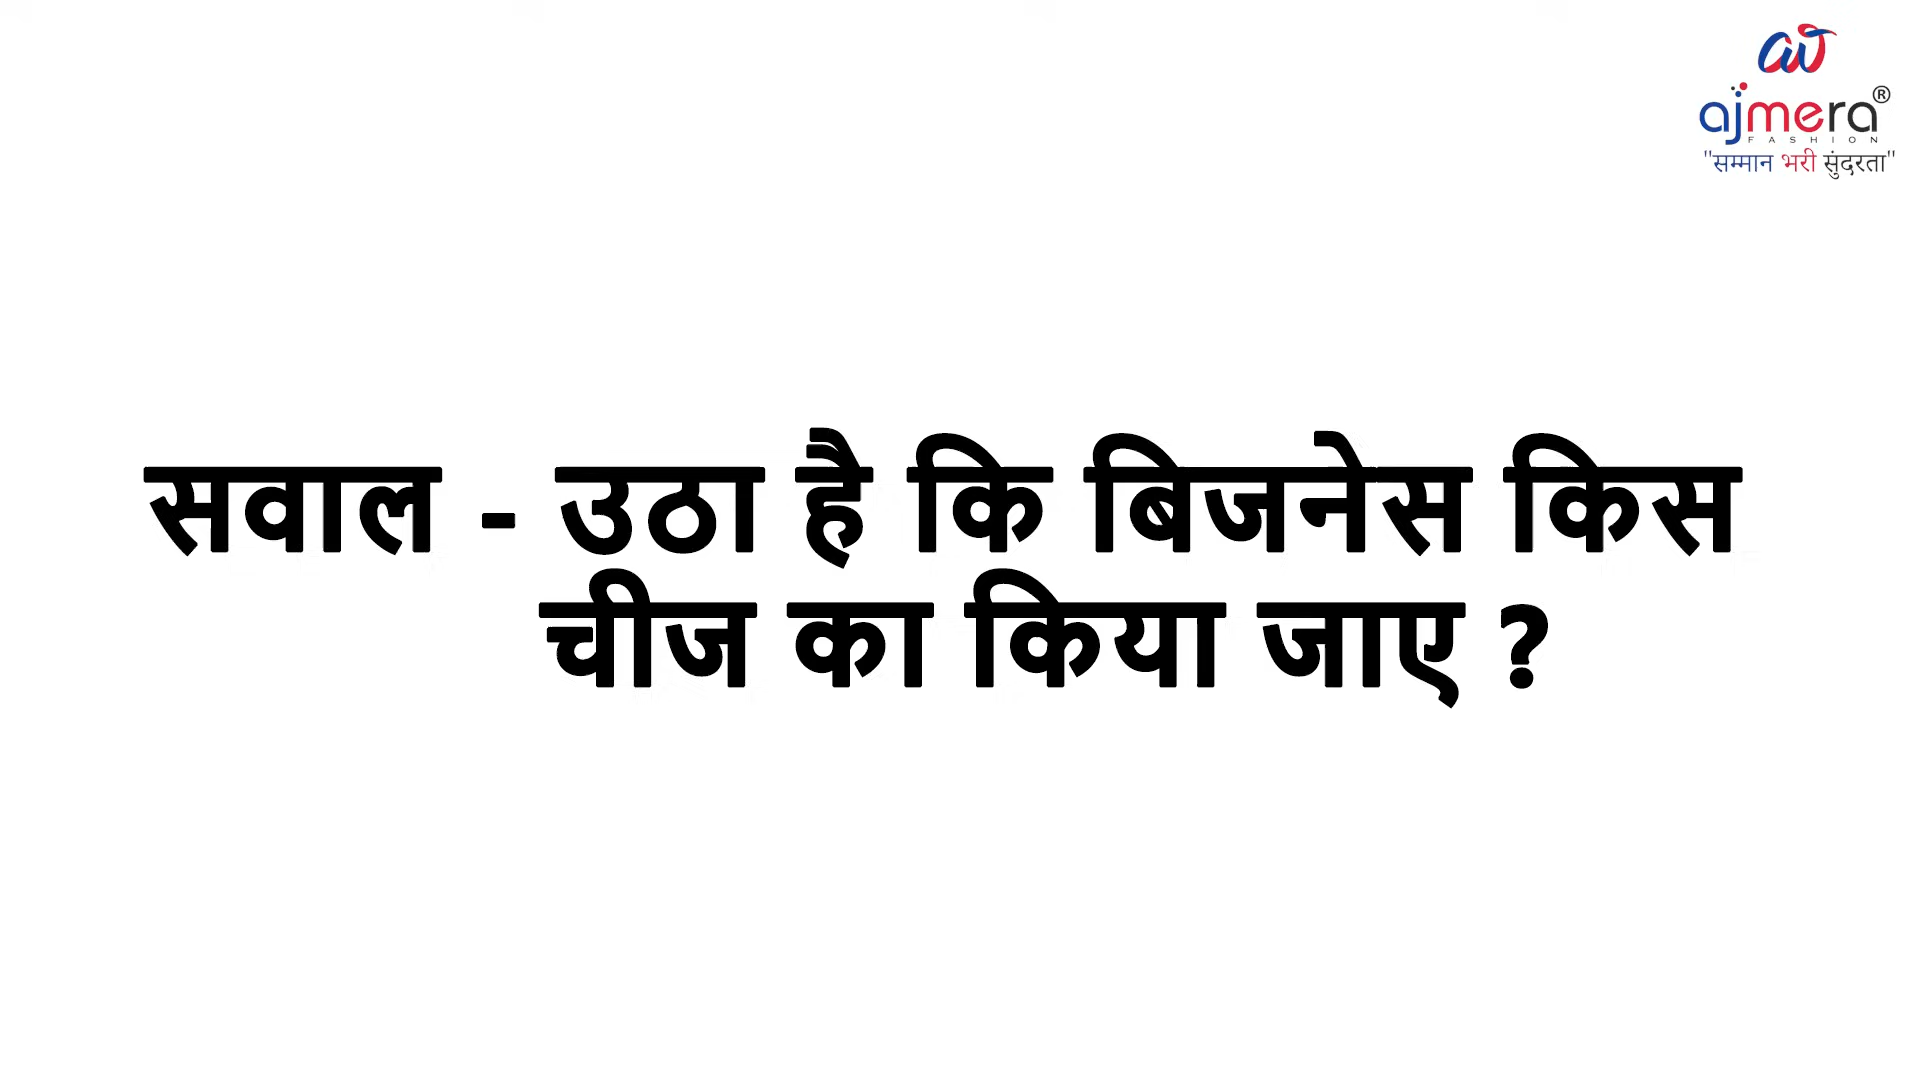 ajmera®
FASHION
"सम्मान भरी सुंदरता"
सवाल - उठा है कि बिजनेस किस
चीज का किया जाए ?